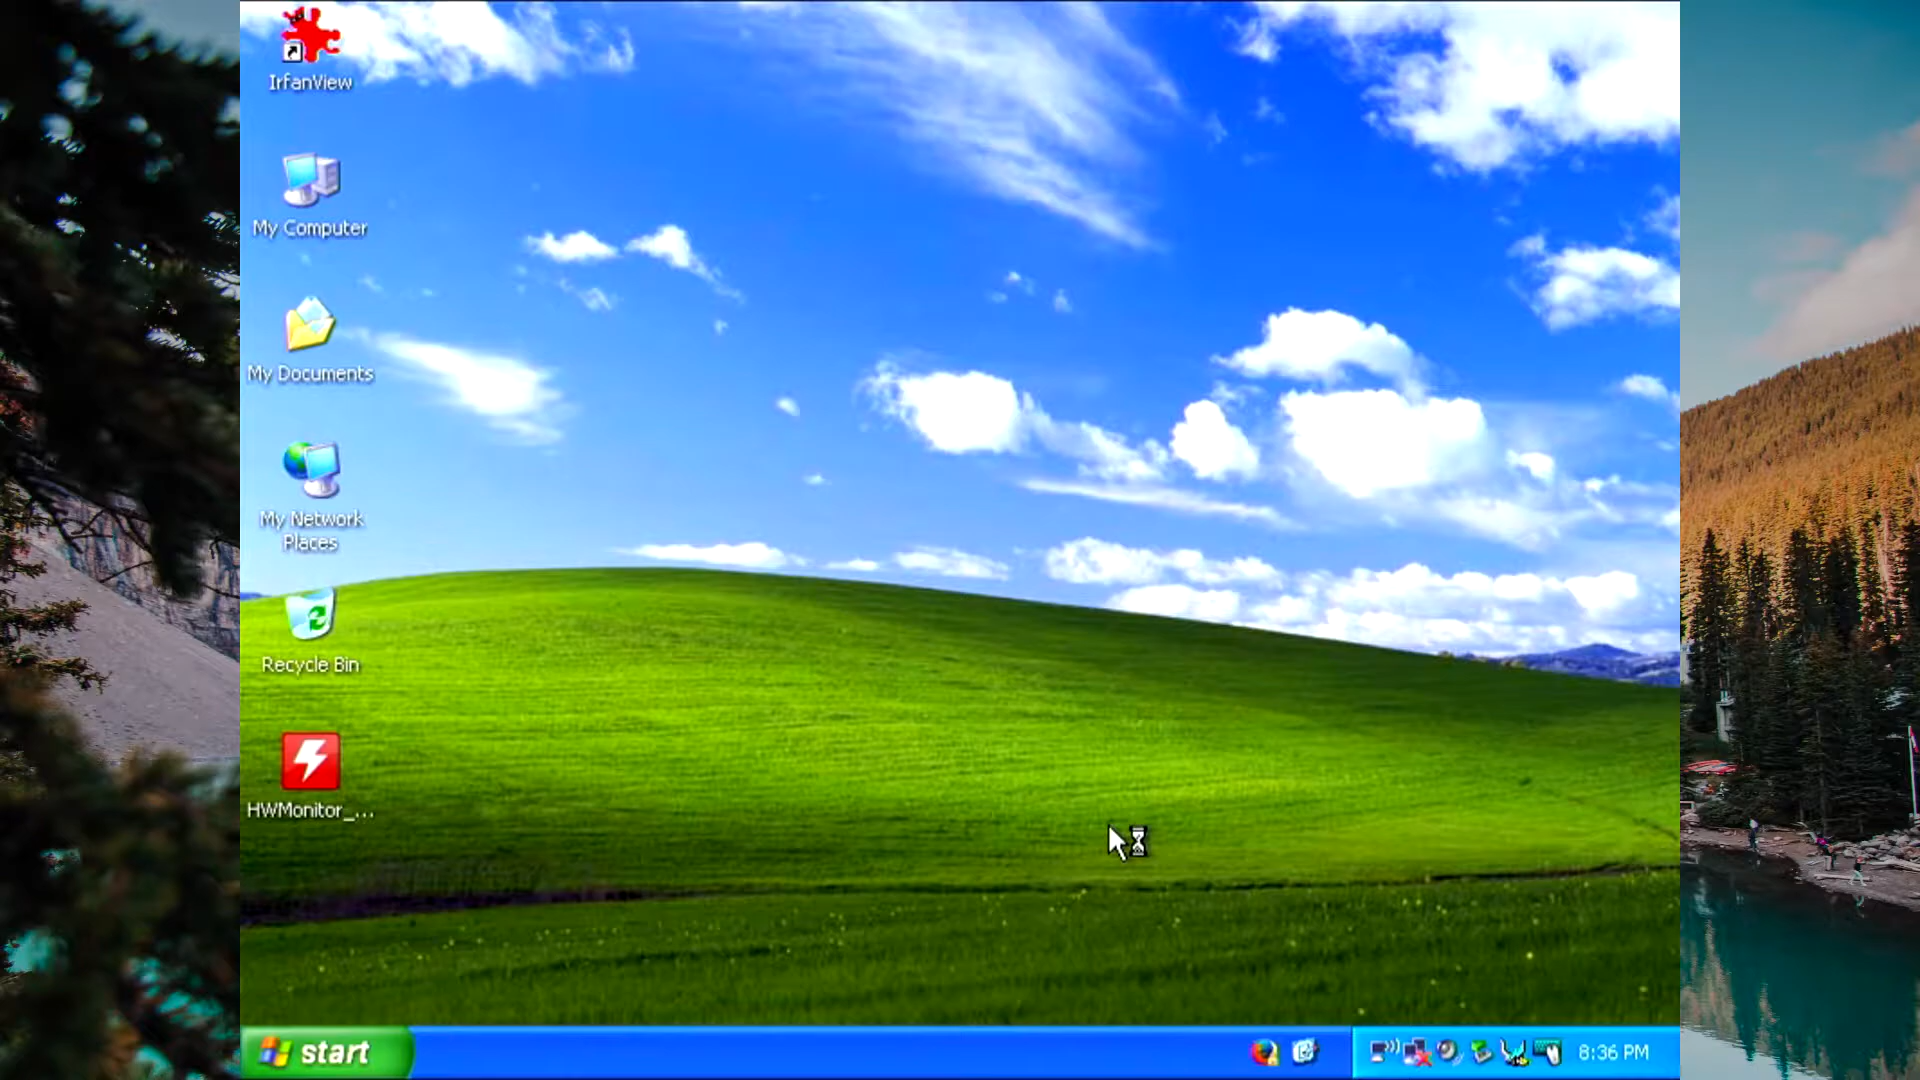 IrfanView
My Computer
My Documents
My Network
Places
Recycle Bin
HWMonitor_...
start
8:36 PM